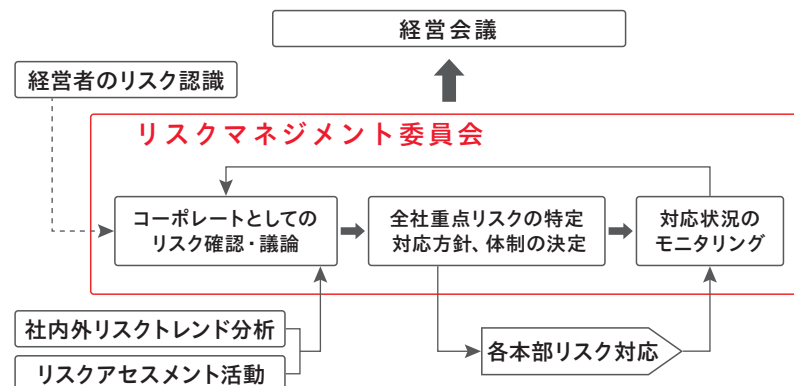 経営会議
経営者のリスク認識
リスクマネジメント委員会
コーポレートとしての
リスク確認・議論
全社重点リスクの特定
対応方針、体制の決定
対応状況の
モニタリング
社内外リスクトレンド分析
リスクアセスメント活動
各本部リスク対応